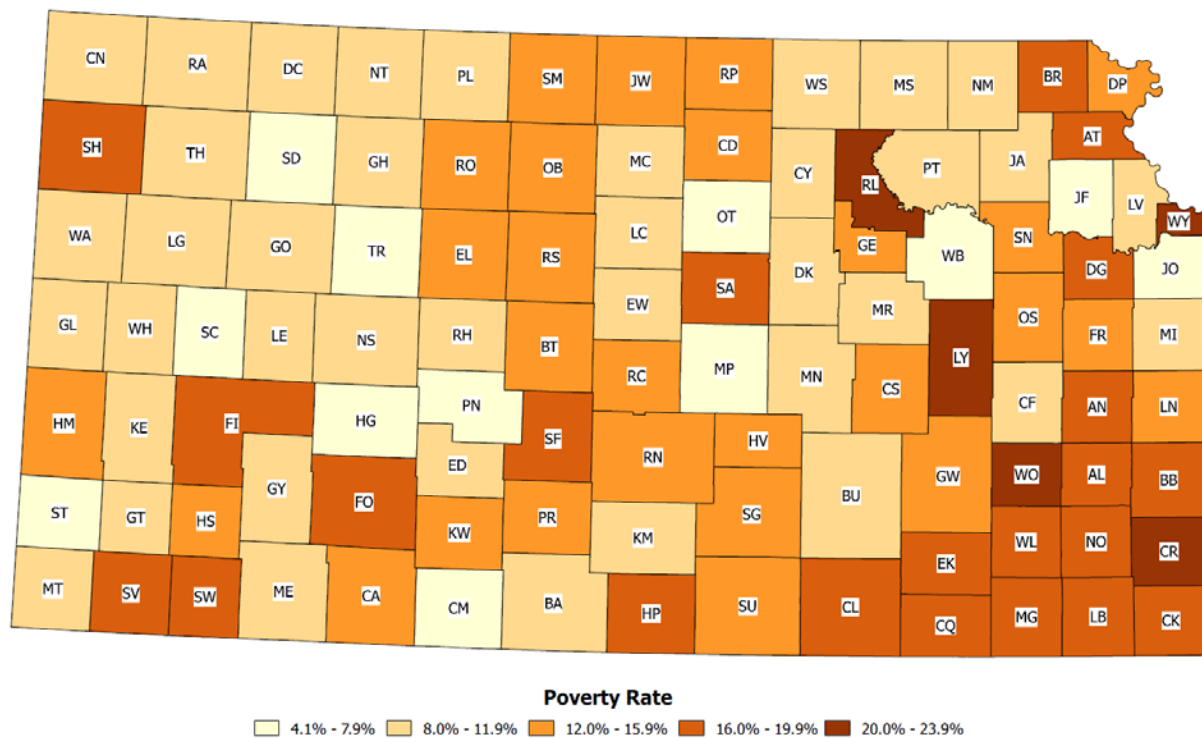 CN RA DC NT PL SM JW RP WS MS NM BR DP
SH TH SD GH RO OB MC CD CY RL PT JA AT
WA LG GO TR EL RS LC OT DK GE WB SN JF LV WY
GL WH SC LE NS RH BT EW SA MR LY OS DG JO
HM KE FI HG PN SF RC MP MN CS CF FR MI
ST GT HS GY FO ED KW PR RN HV BU GW WO AN LN
MT SV SW ME CA CM BA KM SG EK WL AL BB
HP SU CL CQ MG NO CR
LB CK
Poverty Rate
4.1% - 7.9% 8.0% - 11.9% 12.0% - 15.9% 16.0% - 19.9% 20.0% - 23.9%